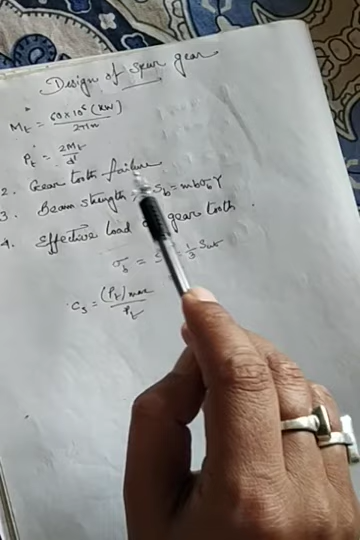 Design of spur gear
Mt = 60×10⁶ (KW) / 2πn
Pt = 2Mt / d'
2. Gear tooth failure
3. Beam strength Sb = mbσbY
4. Effective load gear tooth.
σb = = 1/3 Sut
Cs = (Pt) max / Pt